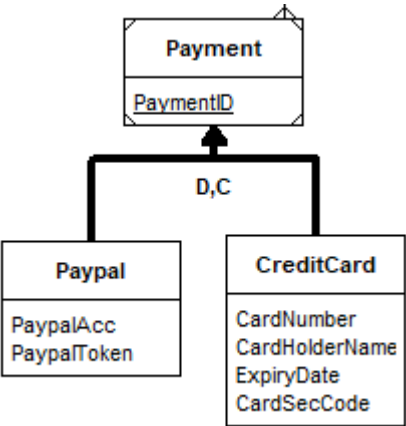 Payment
PaymentID
D,C
Paypal
PaypalAcc
PaypalToken
CreditCard
CardNumber
CardHolderName
ExpiryDate
CardSecCode